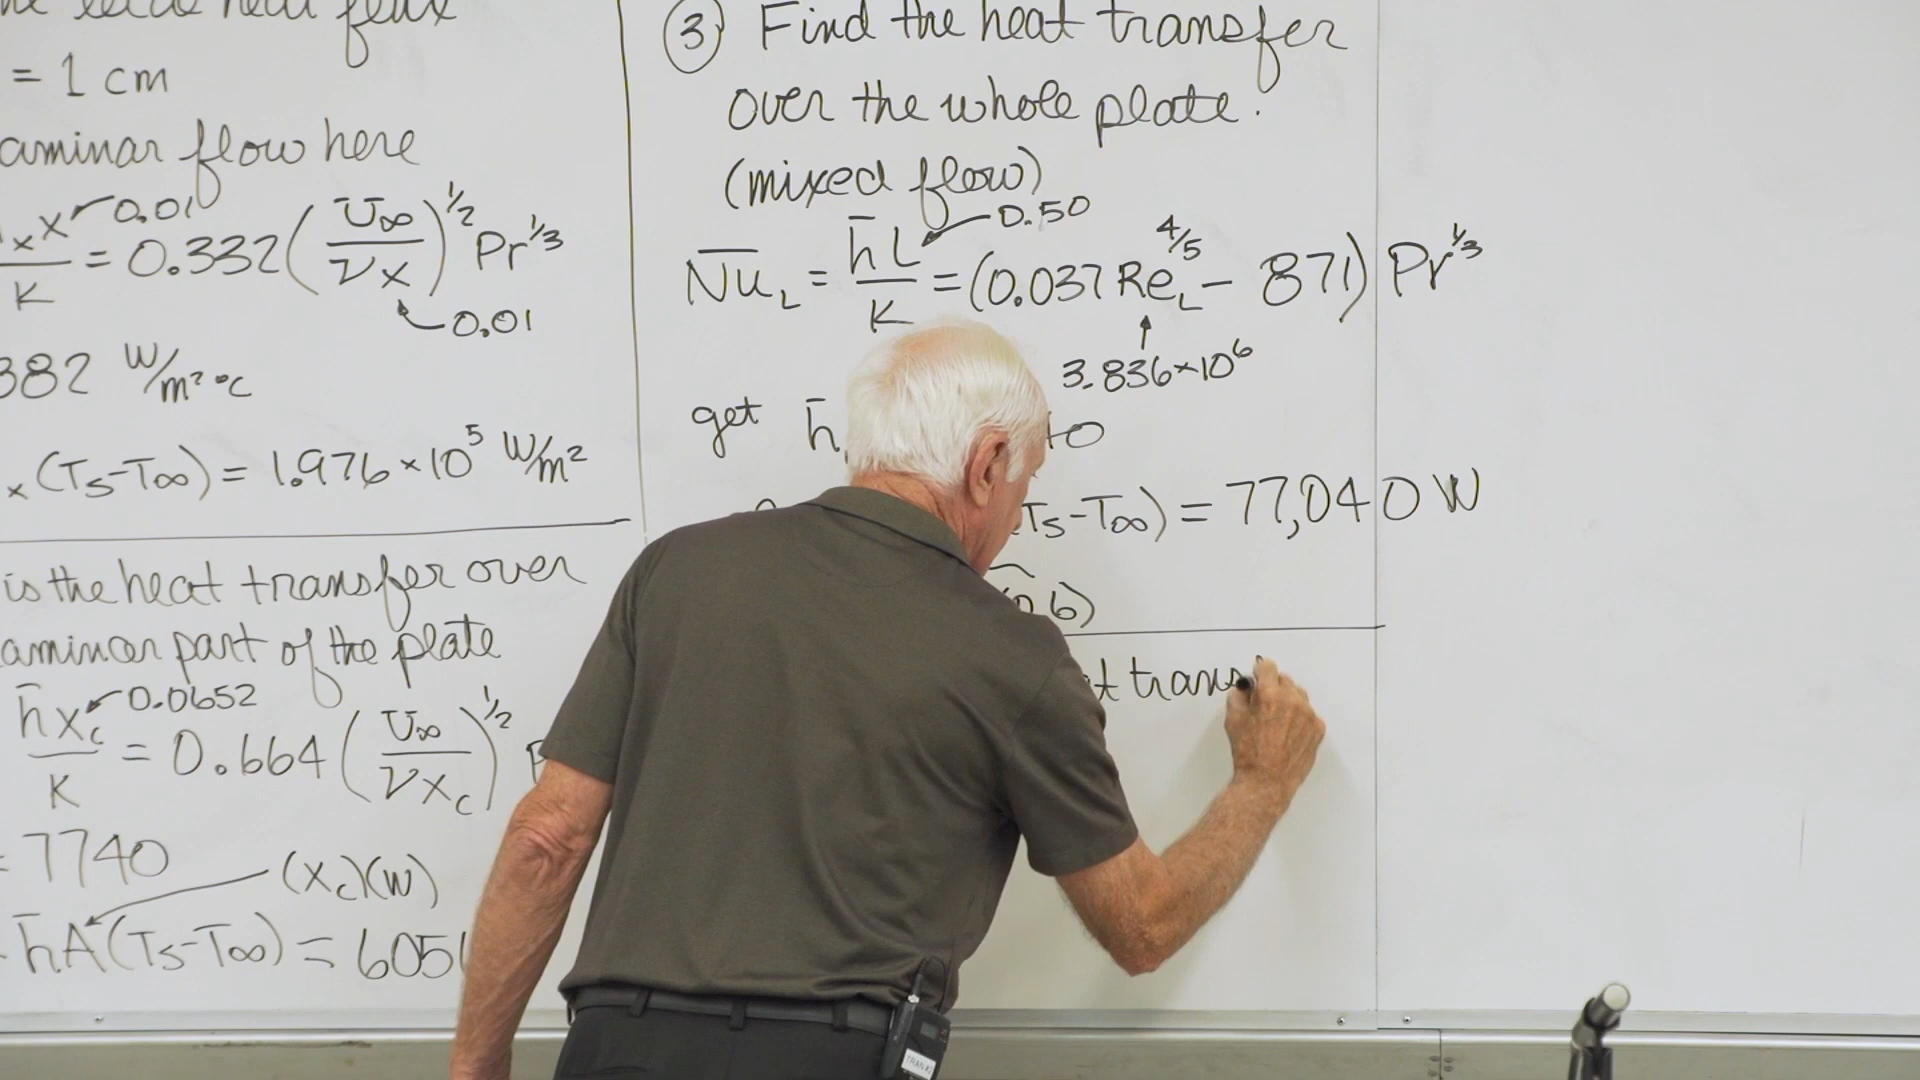 = 1 cm
aminar flow here
x x 0.01
K = 0.332 (U∞ / νx)^1/2 Pr^1/3
0.01
382 W/m²·°C
x (Ts-T∞) = 1.976 × 10^5 W/m²
is the heat transfer over
aminar part of the plate
h̄xc / K = 0.664 (U∞ / νxc)^1/2
0.0652
= 7740
(xc)(w)
h̄A(Ts-T∞) = 605
③ Find the heat transfer
over the whole plate.
(mixed flow)
0.50
N̄u̅L = h̄L / K = (0.037 ReL^4/5 - 871) Pr^1/3
3.836×10^6
get h̄
Ts-T∞) = 77,040 W
6)
t trans
TRAN